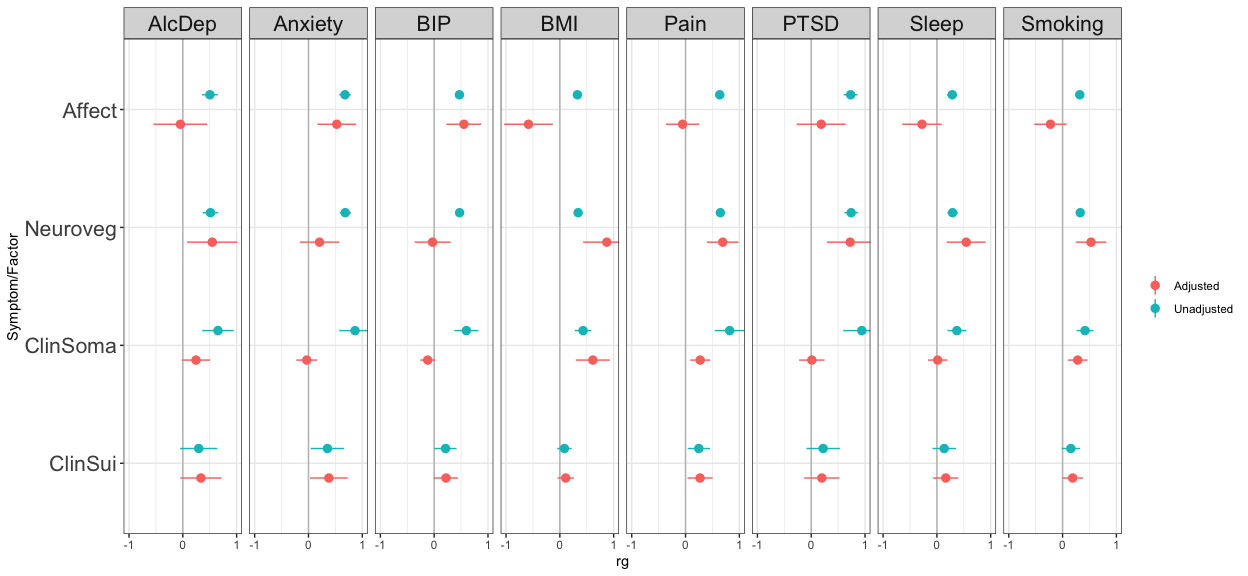 AlcDep Anxiety BIP BMI Pain PTSD Sleep Smoking
Affect
Neuroveg
ClinSoma
ClinSui
Symptom/Factor
-1 0 1 -1 0 1 -1 0 1 -1 0 1 -1 0 1 -1 0 1 -1 0 1 -1 0 1
rg
Adjusted
Unadjusted